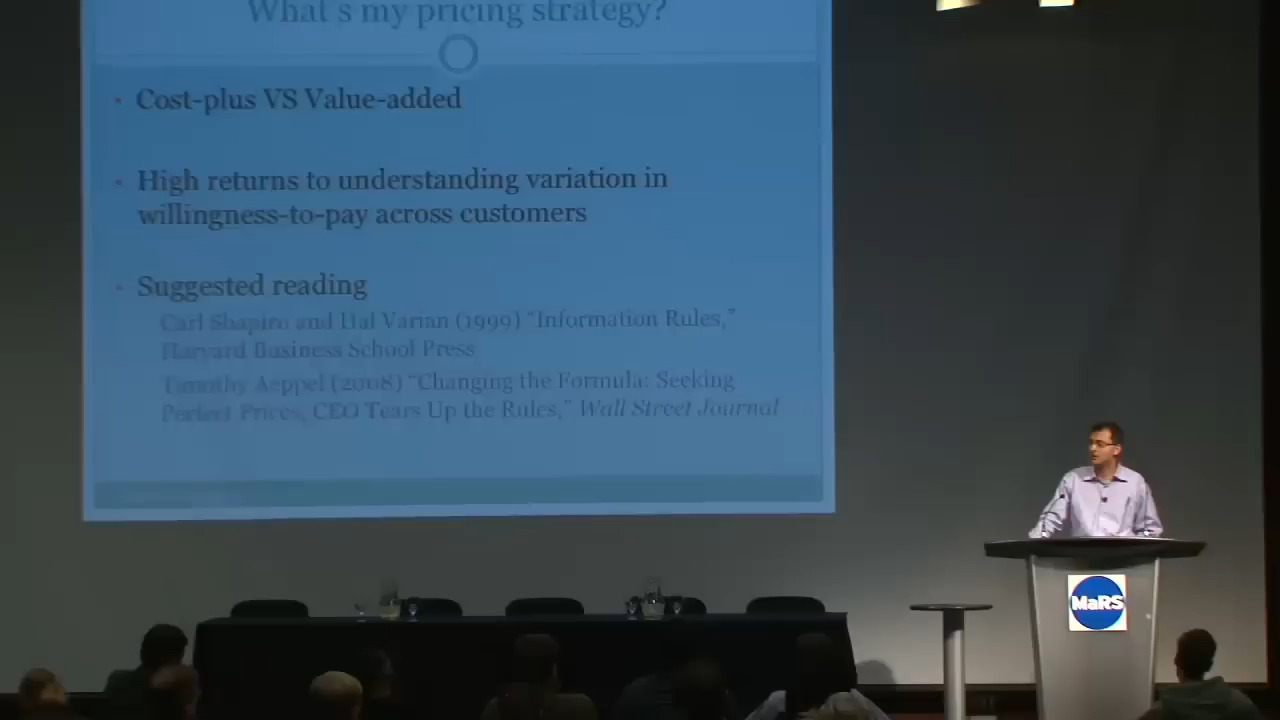 What's my pricing strategy?
Cost-plus VS Value-added
High returns to understanding variation in
willingness-to-pay across customers
Suggested reading
Carl Shapiro and Hal Varian (1999) “Information Rules,”
Harvard Business School Press
Timothy Aeppel (2008) “Changing the Formula: Seeking
Perfect Prices, CEO Tears Up the Rules,” Wall Street Journal
MaRS